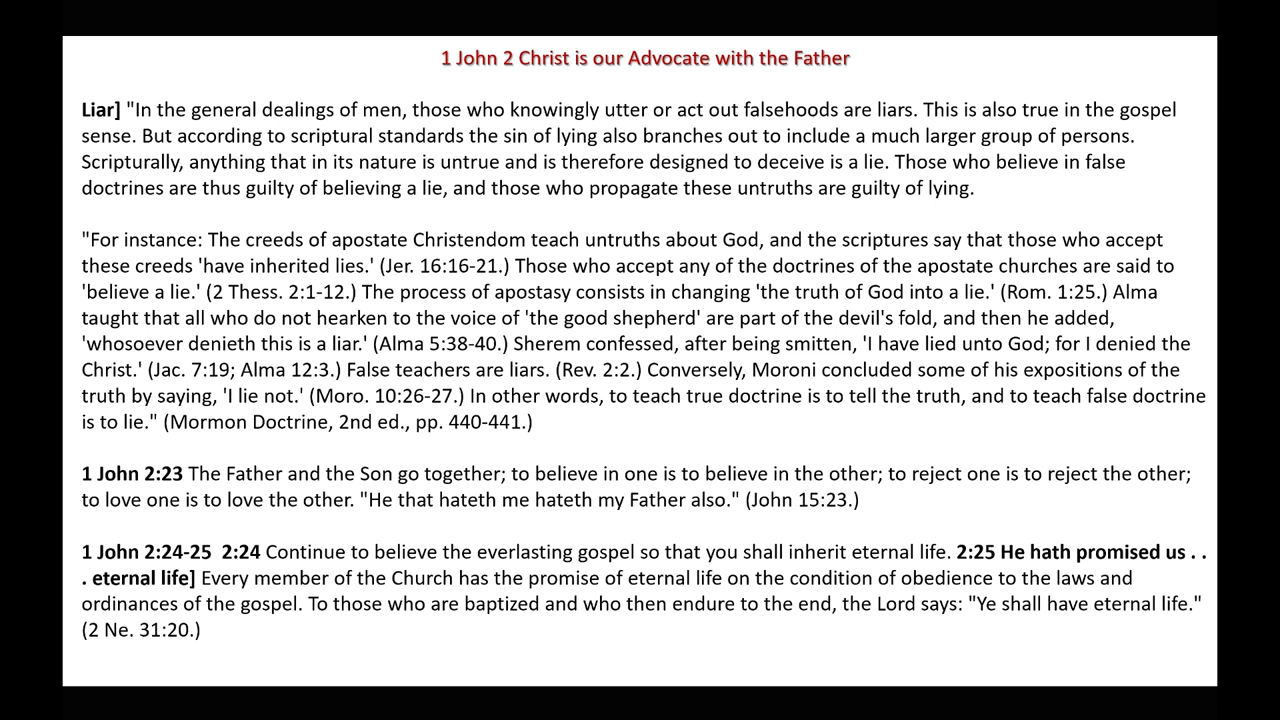 1 John 2 Christ is our Advocate with the Father
Liar] "In the general dealings of men, those who knowingly utter or act out falsehoods are liars. This is also true in the gospel
sense. But according to scriptural standards the sin of lying also branches out to include a much larger group of persons.
Scripturally, anything that in its nature is untrue and is therefore designed to deceive is a lie. Those who believe in false
doctrines are thus guilty of believing a lie, and those who propagate these untruths are guilty of lying.
"For instance: The creeds of apostate Christendom teach untruths about God, and the scriptures say that those who accept
these creeds 'have inherited lies.' (Jer. 16:16-21.) Those who accept any of the doctrines of the apostate churches are said to
'believe a lie.' (2 Thess. 2:1-12.) The process of apostasy consists in changing 'the truth of God into a lie.' (Rom. 1:25.) Alma
taught that all who do not hearken to the voice of 'the good shepherd' are part of the devil's fold, and then he added,
'whosoever denieth this is a liar.' (Alma 5:38-40.) Sherem confessed, after being smitten, 'I have lied unto God; for I denied the
Christ.' (Jac. 7:19; Alma 12:3.) False teachers are liars. (Rev. 2:2.) Conversely, Moroni concluded some of his expositions of the
truth by saying, 'I lie not.' (Moro. 10:26-27.) In other words, to teach true doctrine is to tell the truth, and to teach false doctrine
is to lie." (Mormon Doctrine, 2nd ed., pp. 440-441.)
1 John 2:23 The Father and the Son go together; to believe in one is to believe in the other; to reject one is to reject the other;
to love one is to love the other. "He that hateth me hateth my Father also." (John 15:23.)
1 John 2:24-25  2:24 Continue to believe the everlasting gospel so that you shall inherit eternal life. 2:25 He hath promised us . .
. eternal life] Every member of the Church has the promise of eternal life on the condition of obedience to the laws and
ordinances of the gospel. To those who are baptized and who then endure to the end, the Lord says: "Ye shall have eternal life."
(2 Ne. 31:20.)